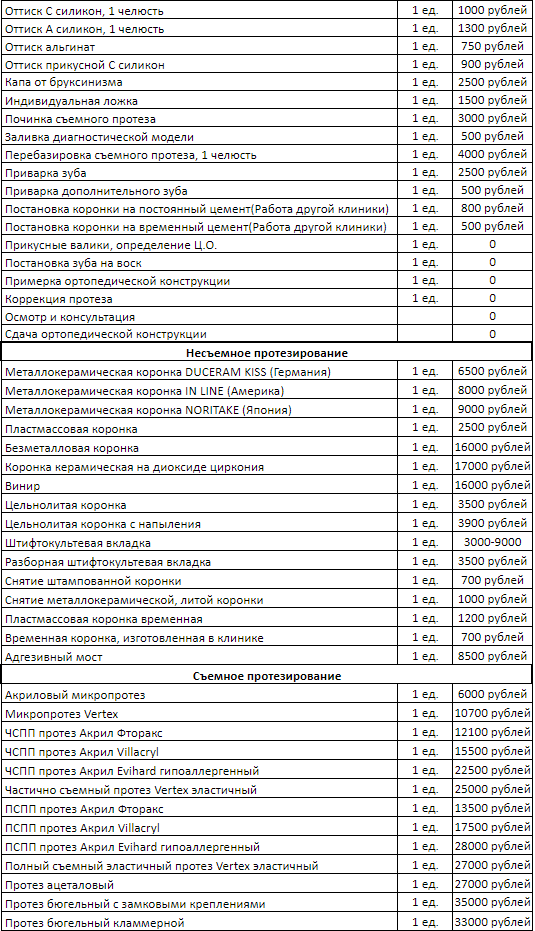 Оттиск С силикон, 1 челюсть 1 ед. 1000 рублей
Оттиск А силикон, 1 челюсть 1 ед. 1300 рублей
Оттиск альгинат 1 ед. 750 рублей
Оттиск прикусной С силикон 1 ед. 900 рублей
Капа от бруксинизма 1 ед. 2500 рублей
Индивидуальная ложка 1 ед. 1500 рублей
Починка съемного протеза 1 ед. 3000 рублей
Заливка диагностической модели 1 ед. 500 рублей
Перебазировка съемного протеза, 1 челюсть 1 ед. 4000 рублей
Приварка зуба 1 ед. 2500 рублей
Приварка дополнительного зуба 1 ед. 500 рублей
Постановка коронки на постоянный цемент(Работа другой клиники) 1 ед. 800 рублей
Постановка коронки на временный цемент(Работа другой клиники) 1 ед. 500 рублей
Прикусные валики, определение Ц.О. 1 ед. 0
Постановка зуба на воск 1 ед. 0
Примерка ортопедической конструкции 1 ед. 0
Коррекция протеза 1 ед. 0
Осмотр и консультация 0
Сдача ортопедической конструкции 0
Несъемное протезирование
Металлокерамическая коронка DUCERAM KISS (Германия) 1 ед. 6500 рублей
Металлокерамическая коронка IN LINE (Америка) 1 ед. 8000 рублей
Металлокерамическая коронка NORITAKE (Япония) 1 ед. 9000 рублей
Пластмассовая коронка 1 ед. 2500 рублей
Безметалловая коронка 1 ед. 16000 рублей
Коронка керамическая на диоксиде циркония 1 ед. 17000 рублей
Винир 1 ед. 16000 рублей
Цельнолитая коронка 1 ед. 3500 рублей
Цельнолитая коронка с напыления 1 ед. 3900 рублей
Штифтокультевая вкладка 1 ед. 3000-9000
Разборная штифтокультевая вкладка 1 ед. 3500 рублей
Снятие штампованной коронки 1 ед. 700 рублей
Снятие металлокерамической, литой коронки 1 ед. 1000 рублей
Пластмассовая коронка временная 1 ед. 1200 рублей
Временная коронка, изготовленная в клинике 1 ед. 700 рублей
Адгезивный мост 1 ед. 8500 рублей
Съемное протезирование
Акриловый микропротез 1 ед. 6000 рублей
Микропротез Vertex 1 ед. 10700 рублей
ЧСПП протез Акрил Фторакс 1 ед. 12100 рублей
ЧСПП протез Акрил Villacryl 1 ед. 15500 рублей
ЧСПП протез Акрил Evihard гипоаллергенный 1 ед. 22500 рублей
Частично съемный протез Vertex эластичный 1 ед. 25000 рублей
ПСПП протез Акрил Фторакс 1 ед. 13500 рублей
ПСПП протез Акрил Villacryl 1 ед. 17500 рублей
ПСПП протез Акрил Evihard гипоаллергенный 1 ед. 28000 рублей
Полный съемный эластичный протез Vertex эластичный 1 ед. 27000 рублей
Протез ацеталовый 1 ед. 27000 рублей
Протез бюгельный с замковыми креплениями 1 ед. 35000 рублей
Протез бюгельный кламмерной 1 ед. 33000 рублей